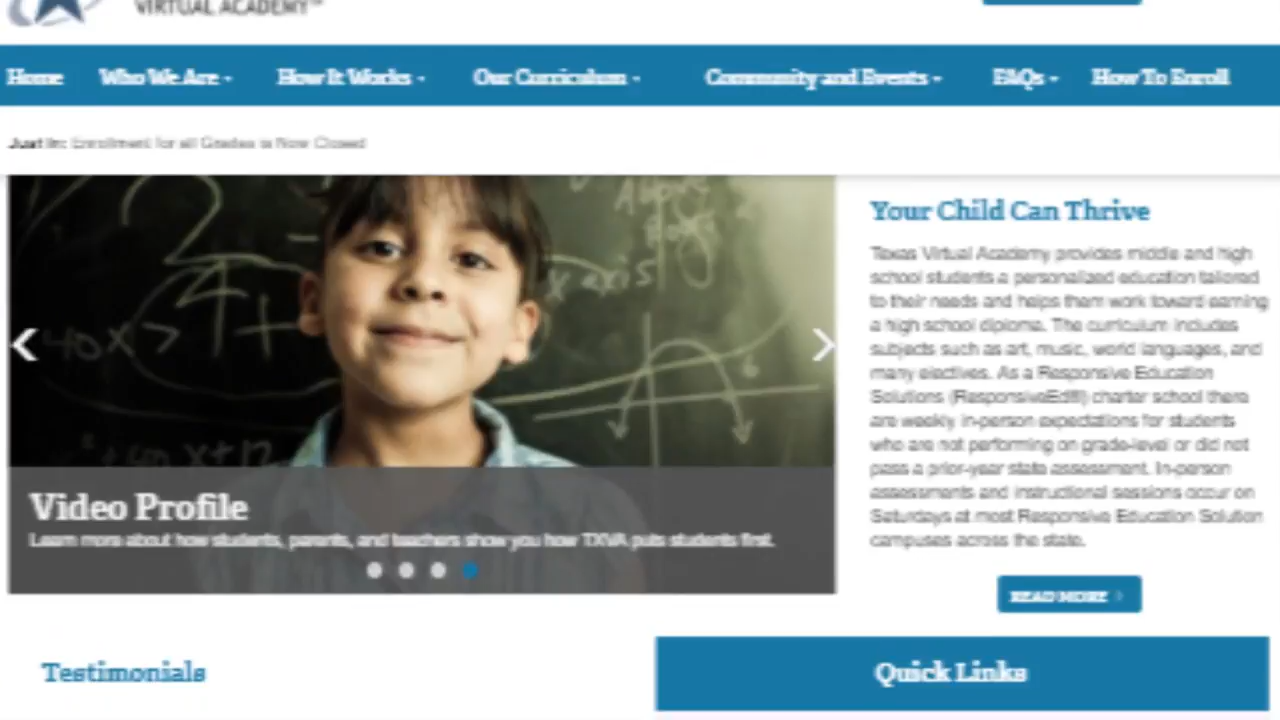 VIRTUAL ACADEMY™
Home Who We Are How It Works Our Curriculum Community and Events FAQs How To Enroll
Just In: Enrollment for all Grades is Now Closed
Your Child Can Thrive
Texas Virtual Academy provides middle and high
school students a personalized education tailored
to their needs and helps them work toward earning
a high school diploma. The curriculum includes
subjects such as art, music, world languages, and
many electives. As a Responsive Education
Solutions (ResponsiveEd®) charter school there
are weekly in-person expectations for students
who are not performing on grade-level or did not
pass a prior-year state assessment. In-person
assessments and instructional sessions occur on
Saturdays at most Responsive Education Solution
campuses across the state.
READ MORE
x axis
40x >
x+12
Video Profile
Learn more about how students, parents, and teachers show you how TXVA puts students first.
Testimonials
Quick Links